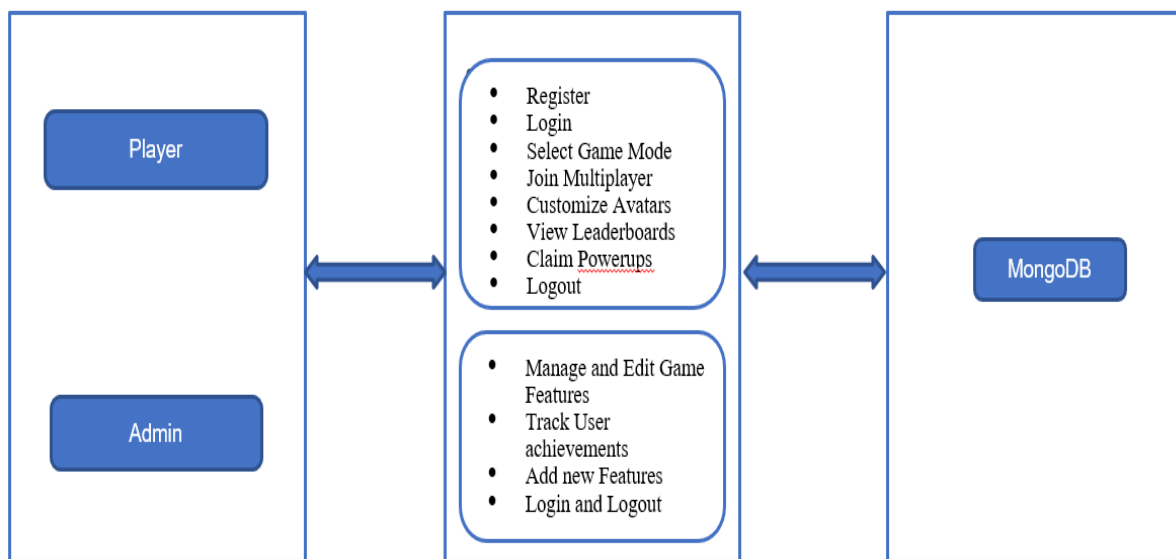 Player
Admin
• Register
• Login
• Select Game Mode
• Join Multiplayer
• Customize Avatars
• View Leaderboards
• Claim Powerups
• Logout
• Manage and Edit Game
Features
• Track User
achievements
• Add new Features
• Login and Logout
MongoDB